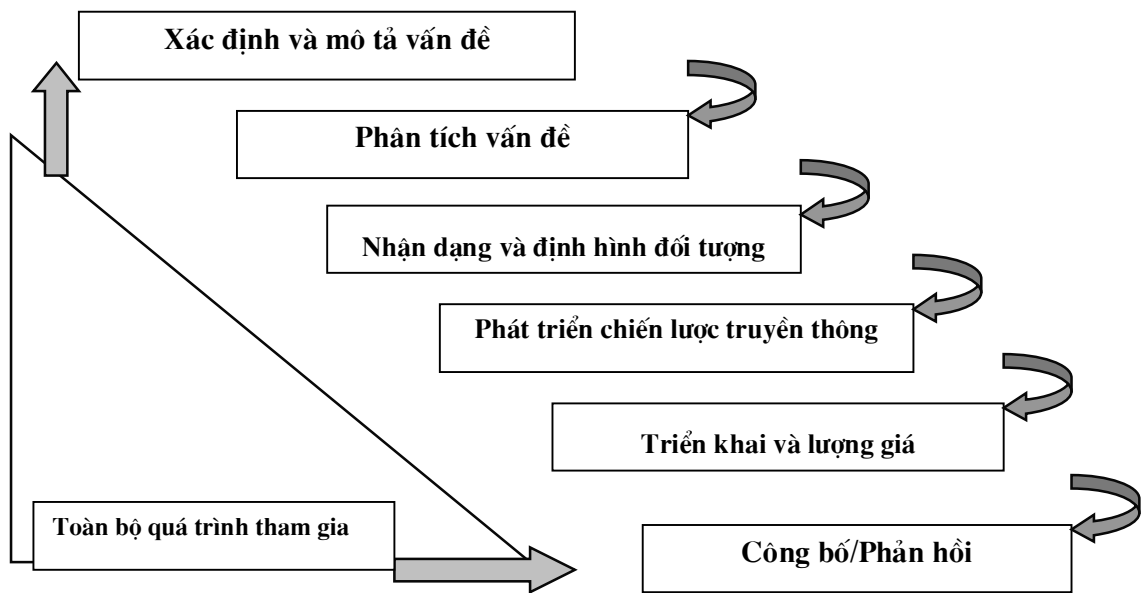 Xác định và mô tả vấn đề
Phân tích vấn đề
Nhận dạng và định hình đối tượng
Phát triển chiến lược truyền thông
Triển khai và lượng giá
Toàn bộ quá trình tham gia
Công bố/Phản hồi